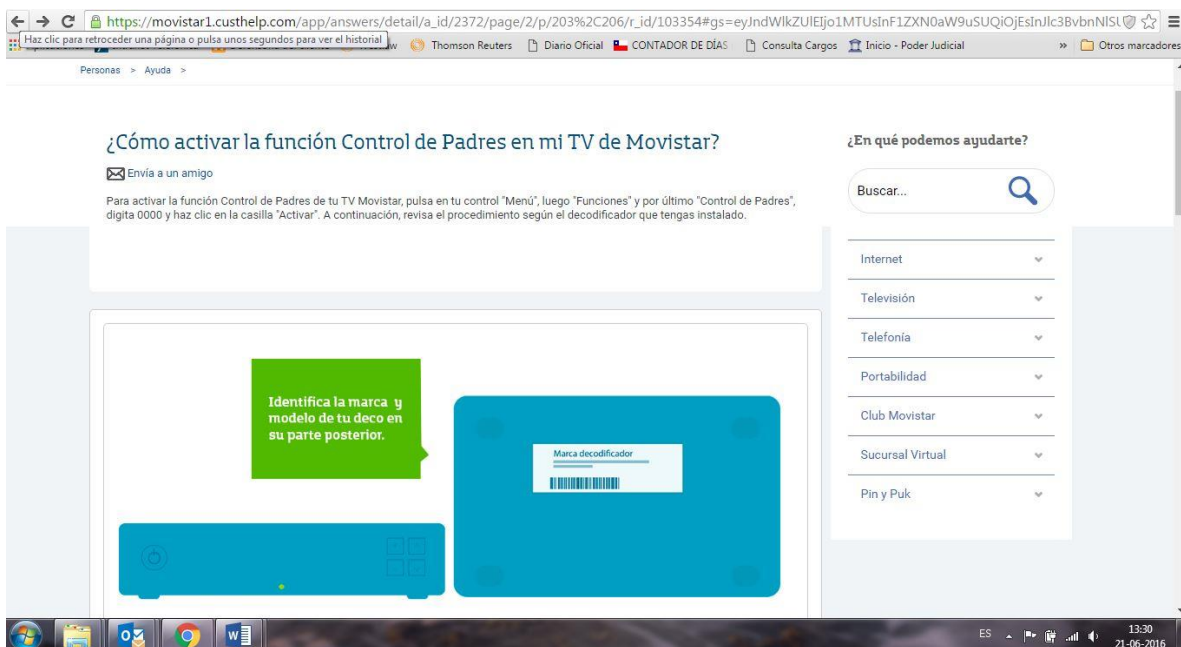 https://movistar1.custhelp.com/app/answers/detail/a_id/2372/page/2/p/203%2C206/r_id/103354#gs=
Haz clic para retroceder una página o pulsa unos segundos para ver el historial
Thomson Reuters Diario Oficial CONTADOR DE DÍAS Consulta Cargos Inicio - Poder Judicial » Otros marcadores
Personas > Ayuda >
¿Cómo activar la función Control de Padres en mi TV de Movistar?
Envía a un amigo
Para activar la función Control de Padres de tu TV Movistar, pulsa en tu control "Menú", luego "Funciones" y por último "Control de Padres",
digita 0000 y haz clic en la casilla "Activar". A continuación, revisa el procedimiento según el decodificador que tengas instalado.
¿En qué podemos ayudarte?
Buscar...
Internet
Televisión
Telefonía
Portabilidad
Club Movistar
Sucursal Virtual
Pin y Puk
Identifica la marca y
modelo de tu deco en
su parte posterior.
Marca decodificador
ES
13:30
21-06-2016